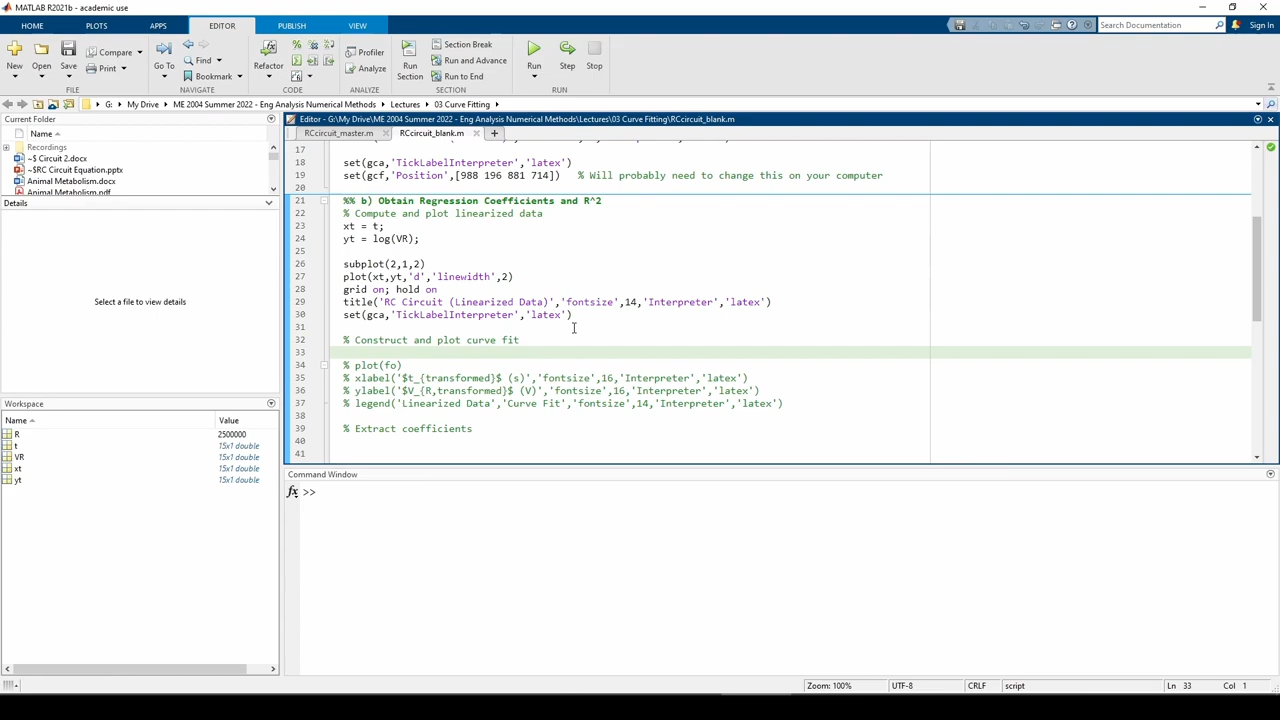 MATLAB R2021b - academic use
HOME PLOTS APPS EDITOR PUBLISH VIEW Search Documentation Sign In
New Open Save Compare Print Go To Find Bookmark Refactor Profiler Analyze Run Section Section Break Run and Advance Run to End Run Step Stop
FILE NAVIGATE CODE ANALYZE SECTION RUN
G: My Drive ME 2004 Summer 2022 - Eng Analysis Numerical Methods Lectures 03 Curve Fitting
Current Folder
Name
Recordings
~$ Circuit 2.docx
~$RC Circuit Equation.pptx
Animal Metabolism.docx
Animal Metabolism.pdf
Details
Select a file to view details
Workspace
Name Value
R 2500000
t 15x1 double
VR 15x1 double
xt 15x1 double
yt 15x1 double
Editor - G:\My Drive\ME 2004 Summer 2022 - Eng Analysis Numerical Methods\Lectures\03 Curve Fitting\RCcircuit_blank.m
RCcircuit_master.m RCcircuit_blank.m
17
18 set(gca,'TickLabelInterpreter','latex')
19 set(gcf,'Position',[988 196 881 714]) % Will probably need to change this on your computer
20
21 %% b) Obtain Regression Coefficients and R^2
22 % Compute and plot linearized data
23 xt = t;
24 yt = log(VR);
25
26 subplot(2,1,2)
27 plot(xt,yt,'d','linewidth',2)
28 grid on; hold on
29 title('RC Circuit (Linearized Data)','fontsize',14,'Interpreter','latex')
30 set(gca,'TickLabelInterpreter','latex')
31
32 % Construct and plot curve fit
33
34 % plot(fo)
35 % xlabel('$t_{transformed}$ (s)','fontsize',16,'Interpreter','latex')
36 % ylabel('$V_{R,transformed}$ (V)','fontsize',16,'Interpreter','latex')
37 % legend('Linearized Data','Curve Fit','fontsize',14,'Interpreter','latex')
38
39 % Extract coefficients
40
41
Command Window
fx >>
Zoom: 100% UTF-8 CRLF script Ln 33 Col 1